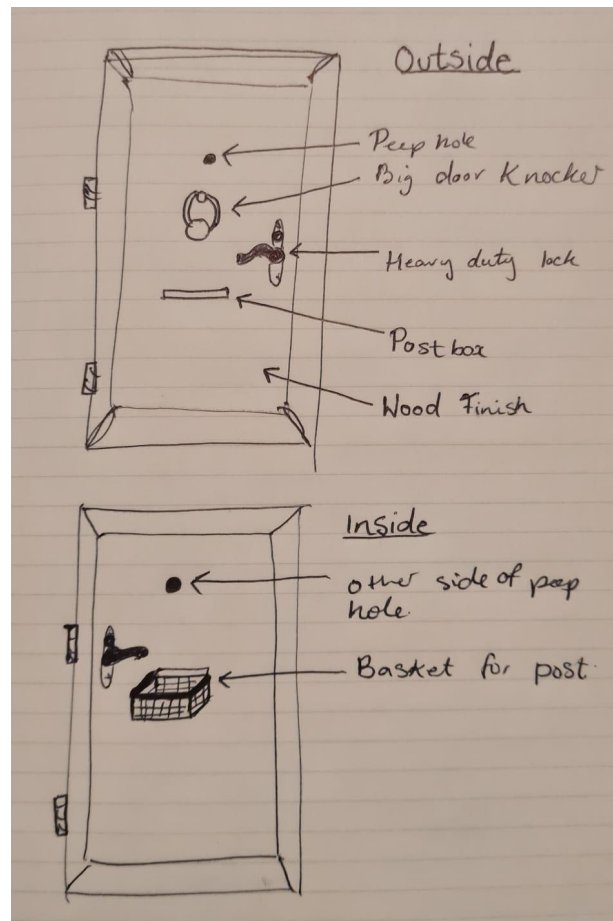 Outside
Peep hole
Big door Knocker
Heavy duty lock
Post box
Wood Finish
Inside
other side of peep
hole.
Basket for post.